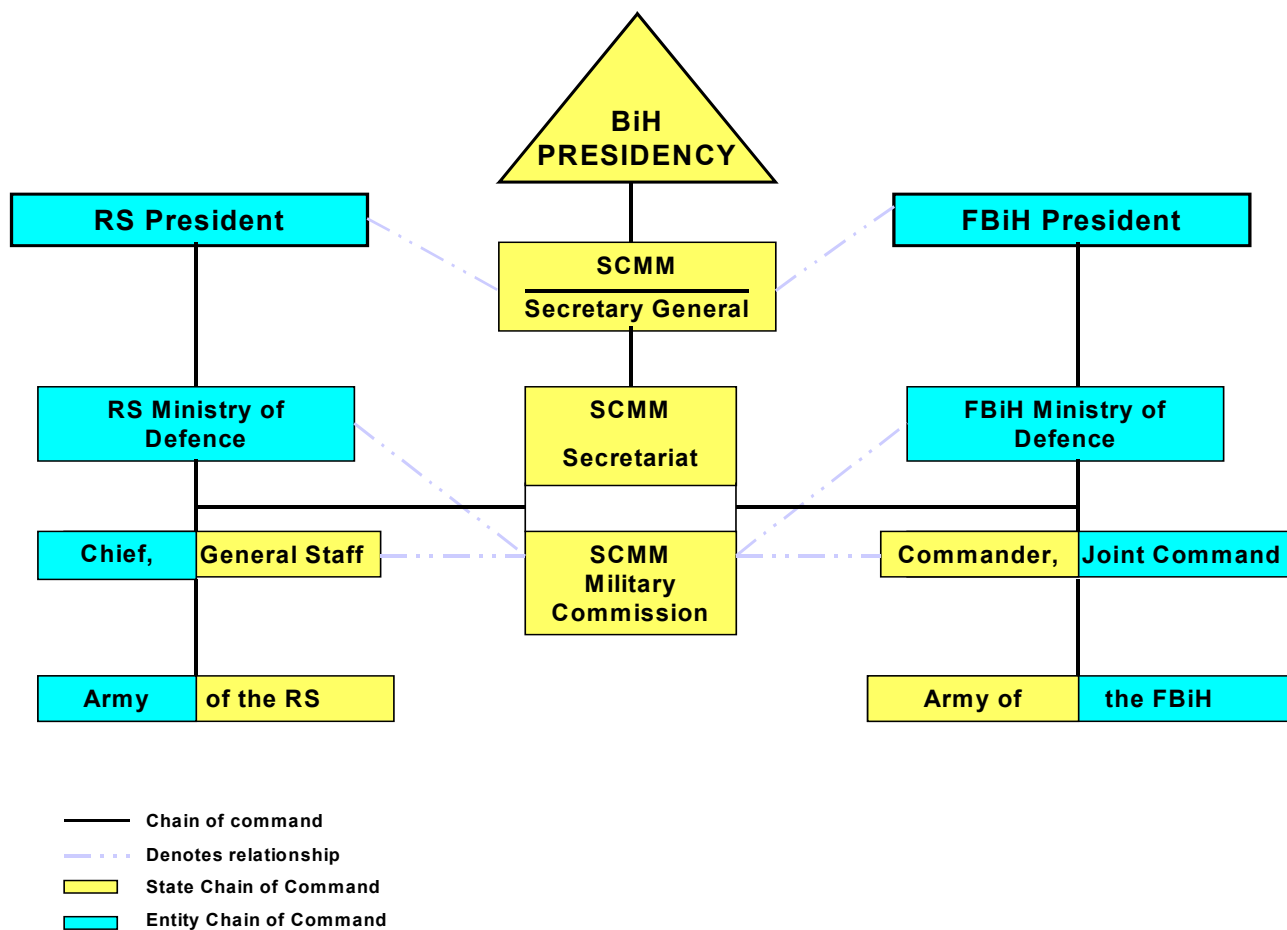 BiH
PRESIDENCY
RS President
FBiH President
SCMM
Secretary General
RS Ministry of
Defence
SCMM
Secretariat
FBiH Ministry of
Defence
Chief, General Staff
SCMM
Military
Commission
Commander, Joint Command
Army of the RS
Army of the FBiH
Chain of command
Denotes relationship
State Chain of Command
Entity Chain of Command